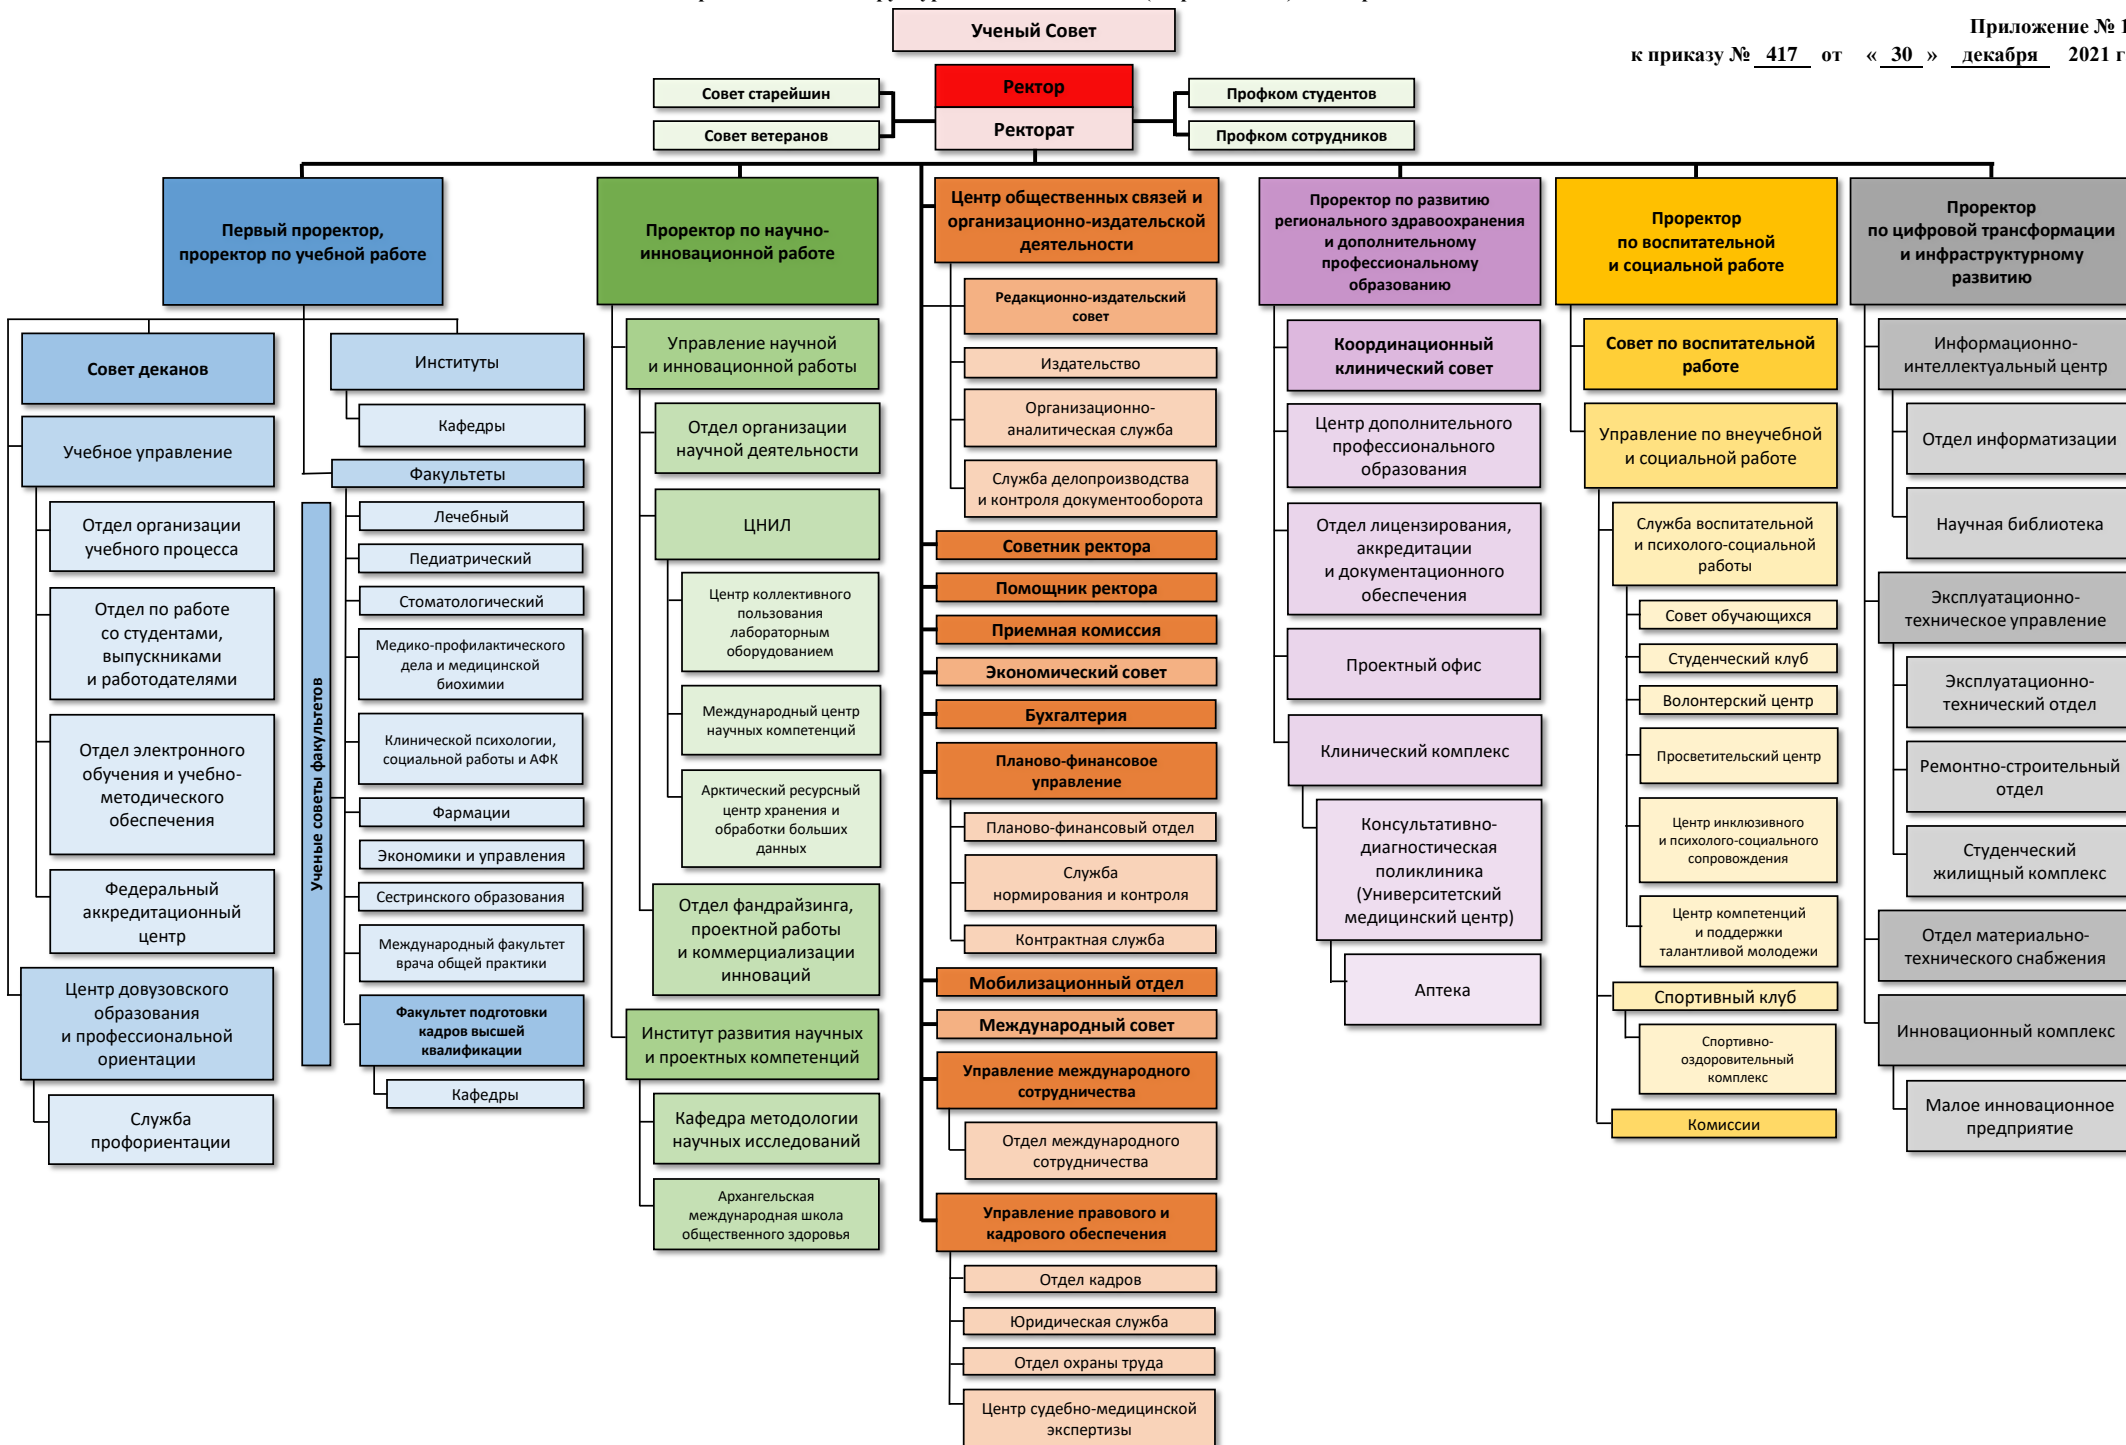 Ученый Совет
Приложение № 1
к приказу № 417 от « 30 » декабря 2021 г
Ректор
Ректорат
Совет старейшин
Совет ветеранов
Профком студентов
Профком сотрудников
Первый проректор,
проректор по учебной работе
Совет деканов
Учебное управление
Отдел организации
учебного процесса
Отдел по работе
со студентами,
выпускниками
и работодателями
Отдел электронного
обучения и учебно-
методического
обеспечения
Федеральный
аккредитационный
центр
Центр довузовского
образования
и профессиональной
ориентации
Служба
профориентации
Институты
Кафедры
Факультеты
Ученые советы факультетов
Лечебный
Педиатрический
Стоматологический
Медико-профилактического
дела и медицинской
биохимии
Клинической психологии,
социальной работы и АФК
Фармации
Экономики и управления
Сестринского образования
Международный факультет
врача общей практики
Факультет подготовки
кадров высшей
квалификации
Кафедры
Проректор по научно-
инновационной работе
Управление научной
и инновационной работы
Отдел организации
научной деятельности
ЦНИЛ
Центр коллективного
пользования
лабораторным
оборудованием
Международный центр
научных компетенций
Арктический ресурсный
центр хранения и
обработки больших
данных
Отдел фандрайзинга,
проектной работы
и коммерциализации
инноваций
Институт развития научных
и проектных компетенций
Кафедра методологии
научных исследований
Архангельская
международная школа
общественного здоровья
Центр общественных связей и
организационно-издательской
деятельности
Редакционно-издательский
совет
Издательство
Организационно-
аналитическая служба
Служба делопроизводства
и контроля документооборота
Советник ректора
Помощник ректора
Приемная комиссия
Экономический совет
Бухгалтерия
Планово-финансовое
управление
Планово-финансовый отдел
Служба
нормирования и контроля
Контрактная служба
Мобилизационный отдел
Международный совет
Управление международного
сотрудничества
Отдел международного
сотрудничества
Управление правового и
кадрового обеспечения
Отдел кадров
Юридическая служба
Отдел охраны труда
Центр судебно-медицинской
экспертизы
Проректор по развитию
регионального здравоохранения
и дополнительному
профессиональному
образованию
Координационный
клинический совет
Центр дополнительного
профессионального
образования
Отдел лицензирования,
аккредитации
и документационного
обеспечения
Проектный офис
Клинический комплекс
Консультативно-
диагностическая
поликлиника
(Университетский
медицинский центр)
Аптека
Проректор
по воспитательной
и социальной работе
Совет по воспитательной
работе
Управление по внеучебной
и социальной работе
Служба воспитательной
и психолого-социальной
работы
Совет обучающихся
Студенческий клуб
Волонтерский центр
Просветительский центр
Центр инклюзивного
и психолого-социального
сопровождения
Центр компетенций
и поддержки
талантливой молодежи
Спортивный клуб
Спортивно-
оздоровительный
комплекс
Комиссии
Проректор
по цифровой трансформации
и инфраструктурному
развитию
Информационно-
интеллектуальный центр
Отдел информатизации
Научная библиотека
Эксплуатационно-
техническое управление
Эксплуатационно-
технический отдел
Ремонтно-строительный
отдел
Студенческий
жилищный комплекс
Отдел материально-
технического снабжения
Инновационный комплекс
Малое инновационное
предприятие